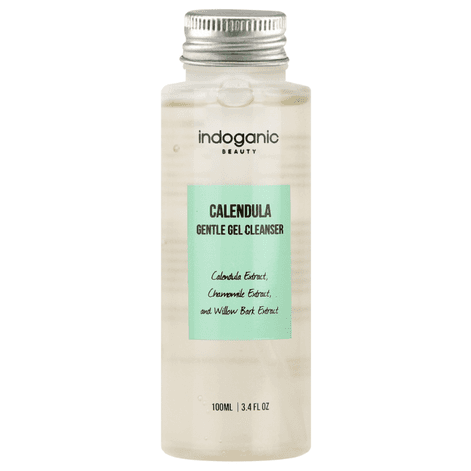 indoganic
BEAUTY
CALENDULA
GENTLE GEL CLEANSER
Calendula Extract,
Chamomile Extract,
and Willow Bark Extract
100ML | 3.4 FL OZ